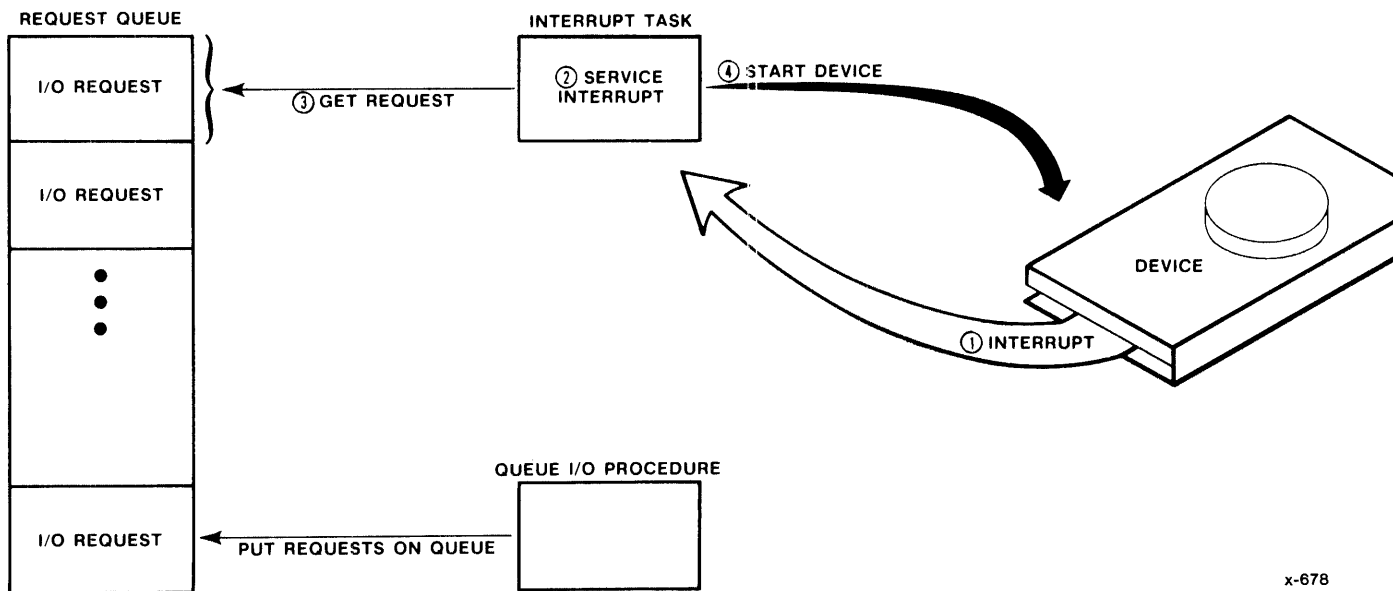 REQUEST QUEUE
INTERRUPT TASK
I/O REQUEST
② SERVICE
INTERRUPT
④ START DEVICE
③ GET REQUEST
I/O REQUEST
DEVICE
① INTERRUPT
QUEUE I/O PROCEDURE
I/O REQUEST
PUT REQUESTS ON QUEUE
x-678